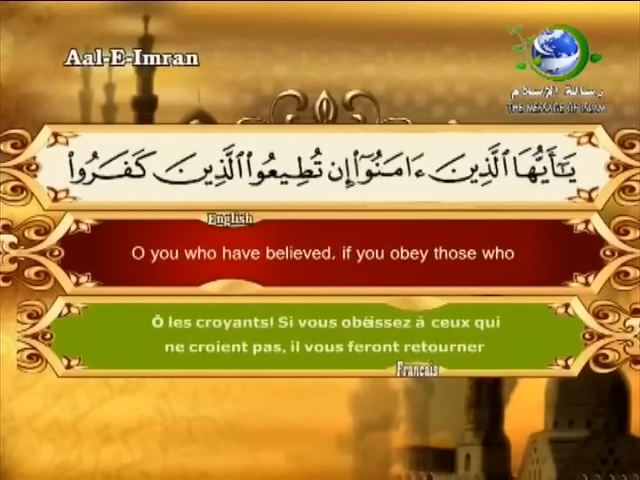 Aal-E-Imran
رسالة الإسلام
THE MESSAGE OF ISLAM
يَٰٓأَيُّهَا ٱلَّذِينَ ءَامَنُوٓا۟ إِن تُطِيعُوا۟ ٱلَّذِينَ كَفَرُوا۟
English
O you who have believed, if you obey those who
Ô les croyants! Si vous obéissez à ceux qui
ne croient pas, il vous feront retourner
Français